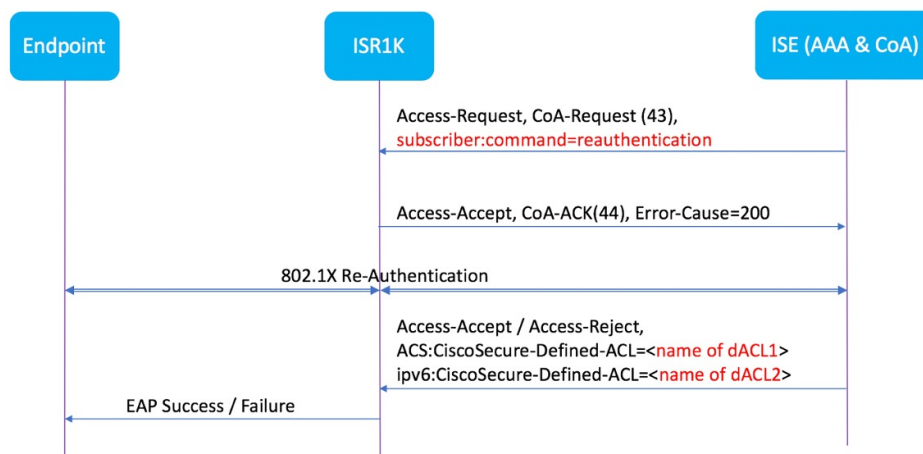 Endpoint
ISR1K
ISE (AAA & CoA)
Access-Request, CoA-Request (43),
subscriber:command=reauthentication
Access-Accept, CoA-ACK(44), Error-Cause=200
802.1X Re-Authentication
Access-Accept / Access-Reject,
ACS:CiscoSecure-Defined-ACL=<name of dACL1>
ipv6:CiscoSecure-Defined-ACL=<name of dACL2>
EAP Success / Failure